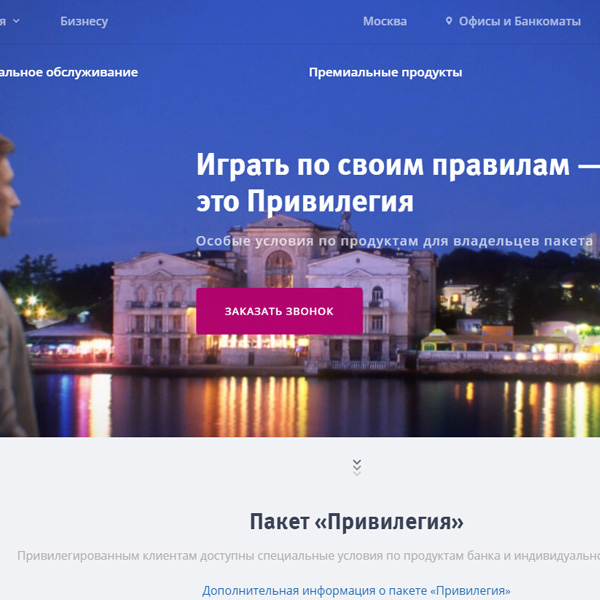 я
Бизнесу
Москва
Офисы и Банкоматы
альное обслуживание
Премиальные продукты
Играть по своим правилам —
это Привилегия
Особые условия по продуктам для владельцев пакета
ЗАКАЗАТЬ ЗВОНОК
Пакет «Привилегия»
Привилегированным клиентам доступны специальные условия по продуктам банка и индивидуально
Дополнительная информация о пакете «Привилегия»